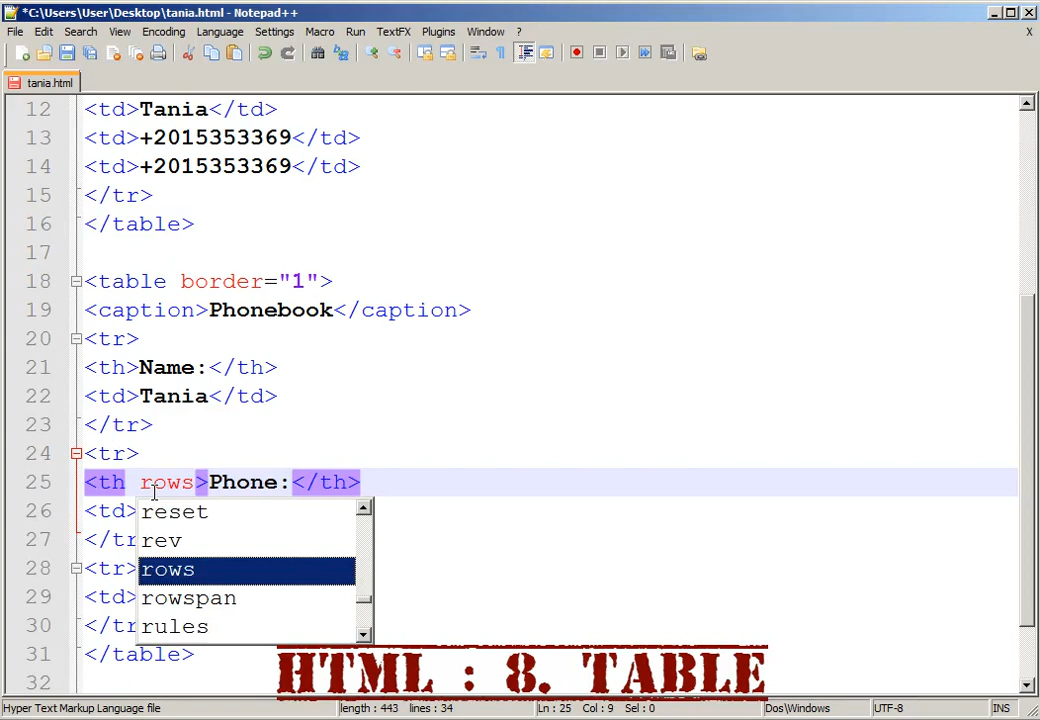 *C:\Users\User\Desktop\tania.html - Notepad++
File Edit Search View Encoding Language Settings Macro Run TextFX Plugins Window ? X
tania.html
12 <td>Tania</td>
13 <td>+2015353369</td>
14 <td>+2015353369</td>
15 </tr>
16 </table>
17
18 <table border="1">
19 <caption>Phonebook</caption>
20 <tr>
21 <th>Name:</th>
22 <td>Tania</td>
23 </tr>
24 <tr>
25 <th rows>Phone:</th>
26 <td> reset
27 </tr rev
28 <tr> rows
29 <td> rowspan
30 </tr rules
31 </table>
32
HTML : 8. TABLE
Hyper Text Markup Language file length : 443 lines : 34 Ln : 25 Col : 9 Sel : 0 Dos\Windows UTF-8 INS